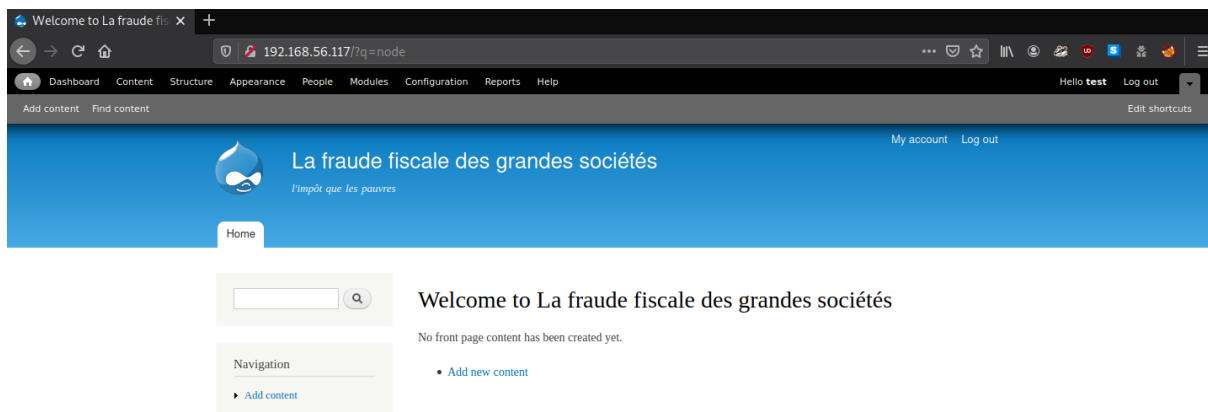 Welcome to La fraude fis
192.168.56.117/?q=node
Dashboard Content Structure Appearance People Modules Configuration Reports Help Hello test Log out
Add content Find content Edit shortcuts
My account Log out
La fraude fiscale des grandes sociétés
l'impôt que les pauvres
Home
Welcome to La fraude fiscale des grandes sociétés
No front page content has been created yet.
Navigation
Add new content
Add content